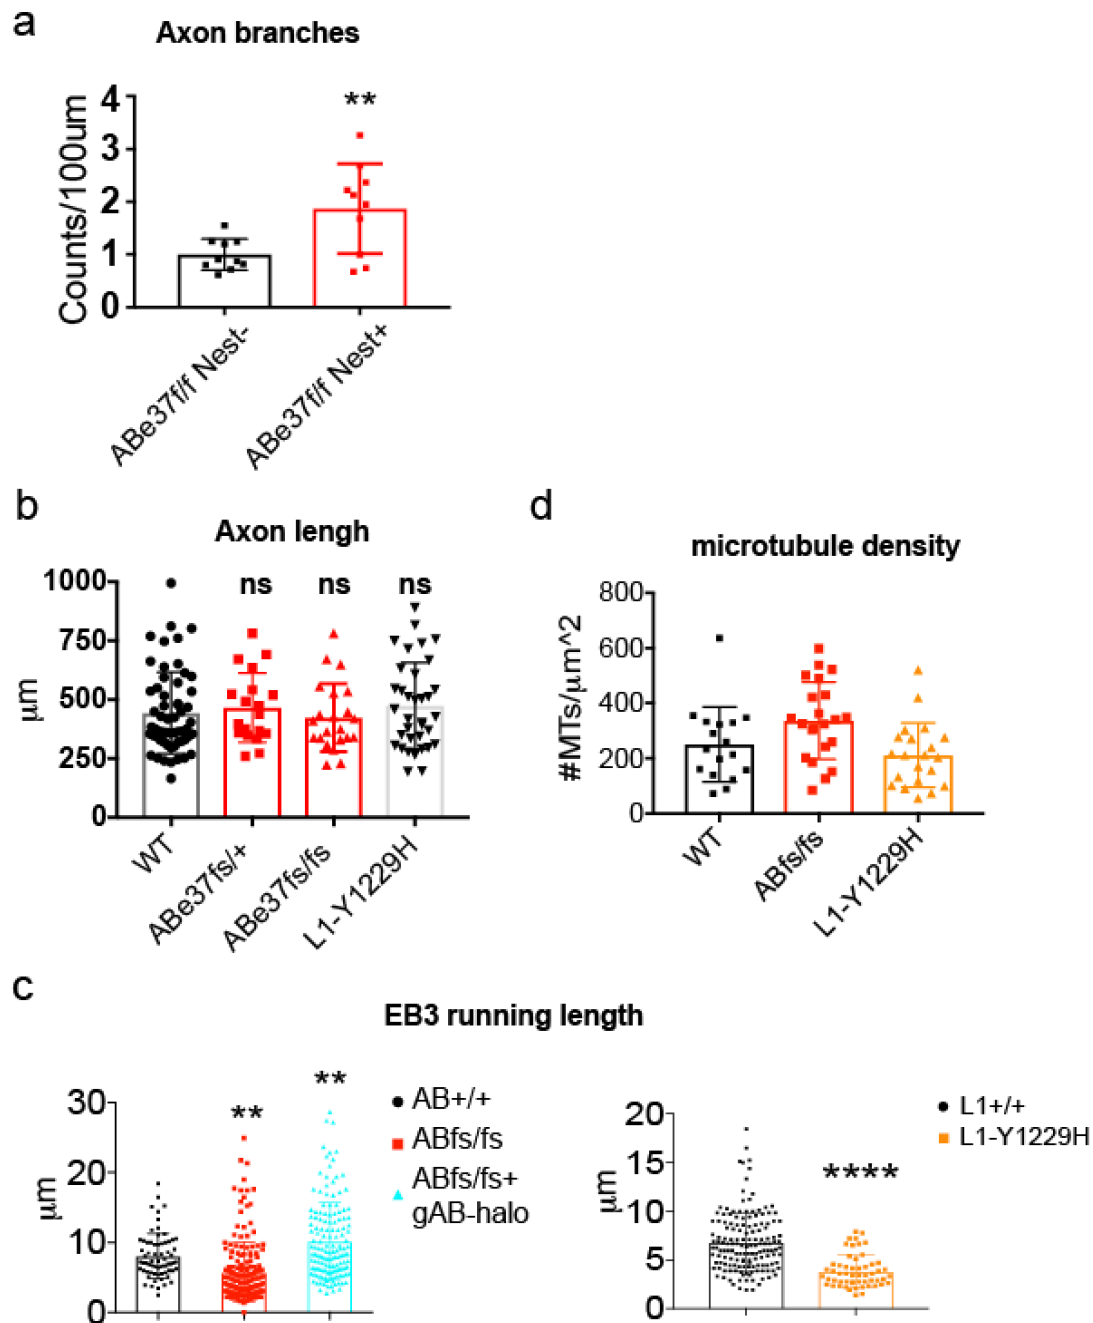 a
Axon branches
**
Counts/100um
4
3
2
1
0
ABe37f/f Nest-
ABe37f/f Nest+
b
Axon lengh
ns
ns
ns
μm
1000
750
500
250
0
WT
ABe37fs/+
ABe37fs/fs
L1-Y1229H
d
microtubule density
#MTs/μm^2
800
600
400
200
0
WT
ABfs/fs
L1-Y1229H
c
EB3 running length
**
**
μm
30
20
10
0
AB+/+
ABfs/fs
ABfs/fs+
gAB-halo
μm
20
15
10
5
0
****
L1+/+
L1-Y1229H